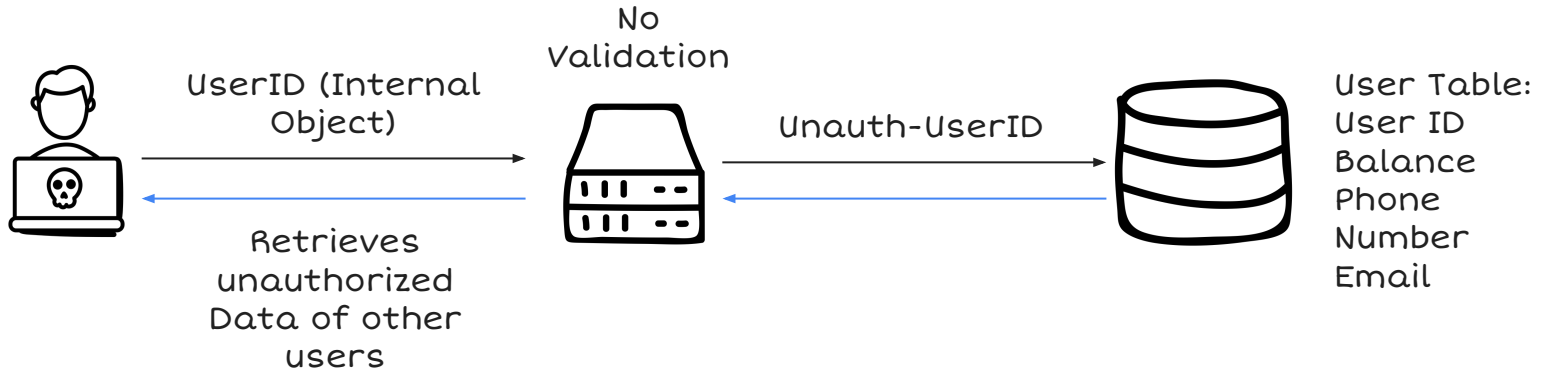 No
Validation
UserID (Internal
Object)
Unauth-UserID
Retrieves
unauthorized
Data of other
users
User Table:
User ID
Balance
Phone
Number
Email